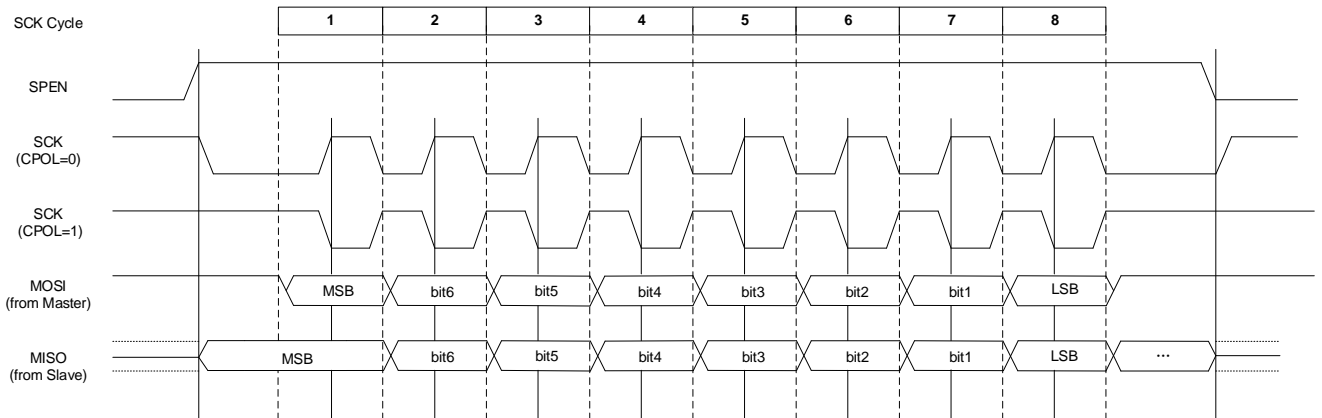 SCK Cycle 1 2 3 4 5 6 7 8
SPEN
SCK
(CPOL=0)
SCK
(CPOL=1)
MOSI
(from Master)
MSB bit6 bit5 bit4 bit3 bit2 bit1 LSB
MISO
(from Slave)
MSB bit6 bit5 bit4 bit3 bit2 bit1 LSB ...